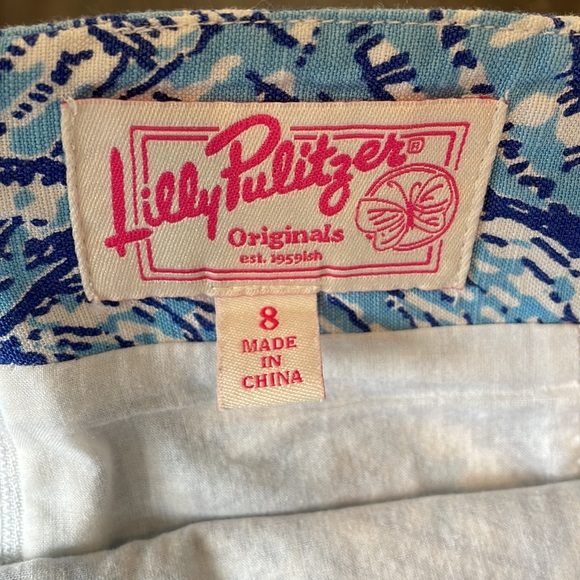 Lilly Pulitzer®
Originals
est. 1959ish
8
MADE
IN
CHINA